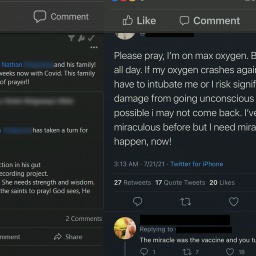 Comment
Nathan
and his family!
weeks now with Covid. This family
of prayer!!
has taken a turn for
ction in his gut
recording project.
She needs strength and wisdom.
the saints to pray! God sees, He
2 Comments
mment
Share
Like
Comment
Please pray, I'm on max oxygen. B
all day. If my oxygen crashes again
have to intubate me or I risk signif
damage from going unconscious
possible i may not come back. I've
miraculous before but I need mira
happen, now!
3:13 AM · 7/21/21 · Twitter for iPhone
27 Retweets 17 Quote Tweets 20 Likes
Replying to
The miracle was the vaccine and you tu